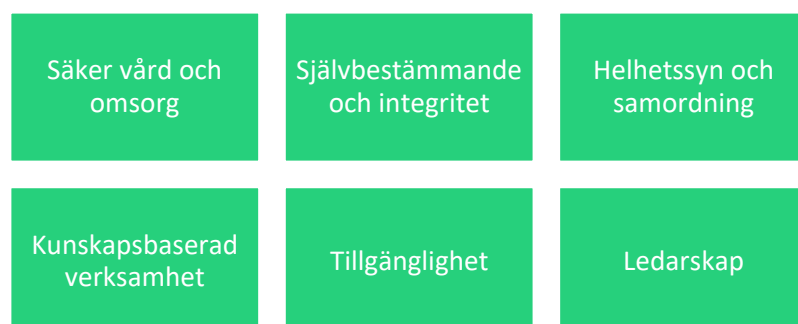 Säker vård och
omsorg
Självbestämmande
och integritet
Helhetssyn och
samordning
Kunskapsbaserad
verksamhet
Tillgänglighet
Ledarskap